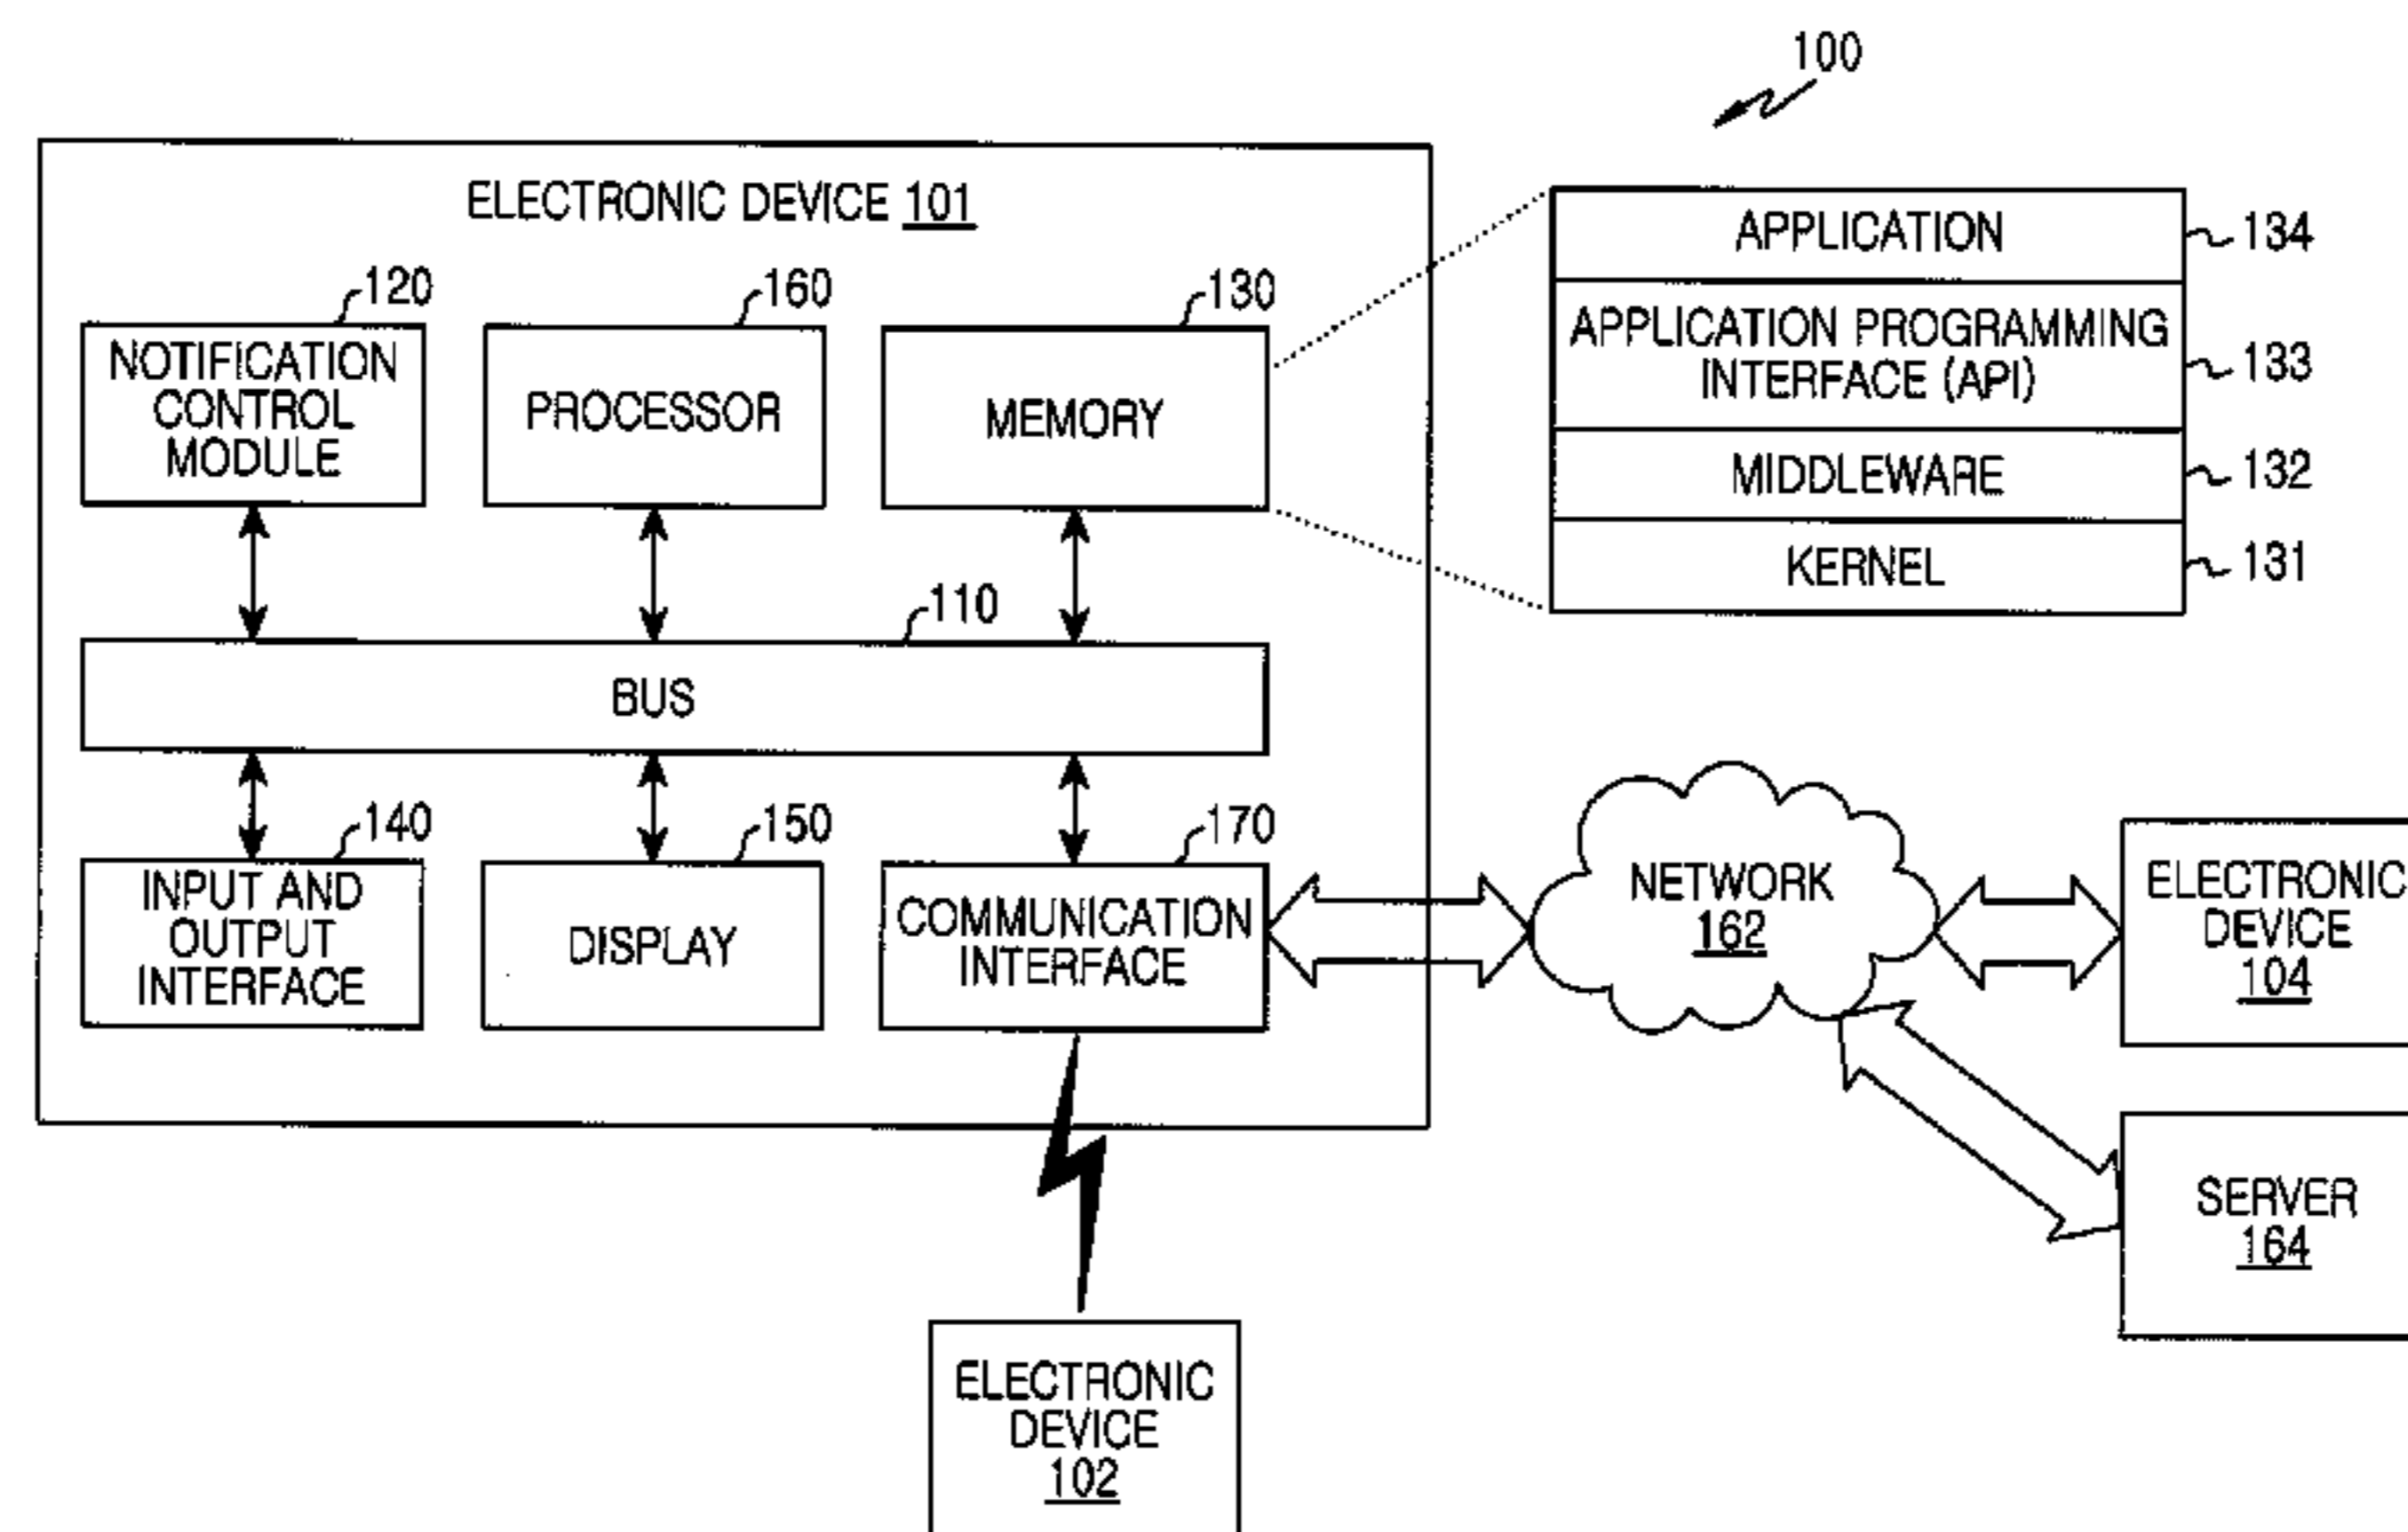 100
ELECTRONIC DEVICE 101
120
NOTIFICATION
CONTROL
MODULE
160
PROCESSOR
130
MEMORY
APPLICATION
134
APPLICATION PROGRAMMING
INTERFACE (API)
133
MIDDLEWARE
132
KERNEL
131
110
BUS
140
INPUT AND
OUTPUT
INTERFACE
150
DISPLAY
170
COMMUNICATION
INTERFACE
NETWORK
162
ELECTRONIC
DEVICE
104
SERVER
164
ELECTRONIC
DEVICE
102